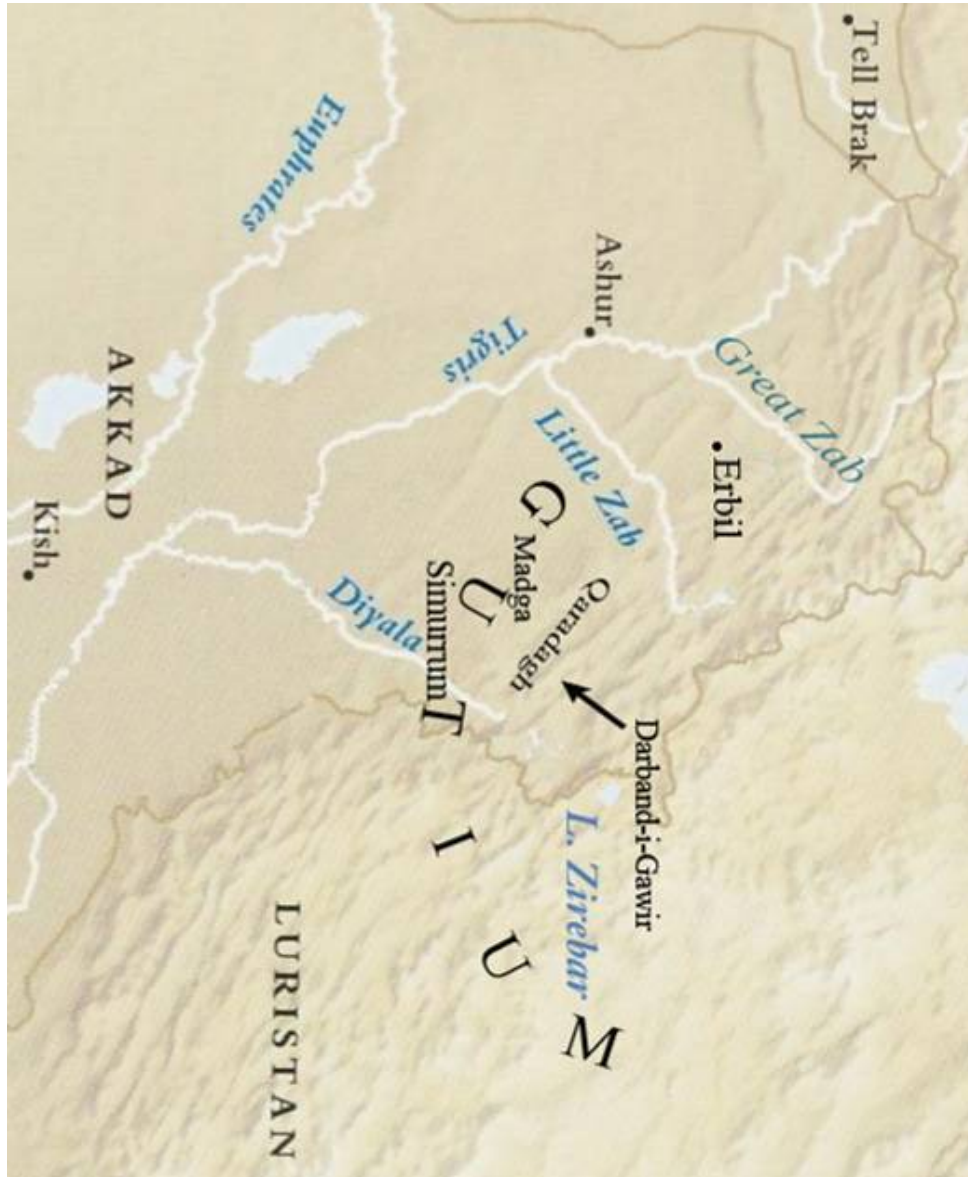 Tell Brak
Great Zab
Erbil
Ashur
Euphrates
Tigris
Little Zab
GUTIUM
Madga
Qaradagh
Darband-i-Gawir
L. Zirebar
Simurrum
Diyala
AKKAD
Kish
LURISTAN